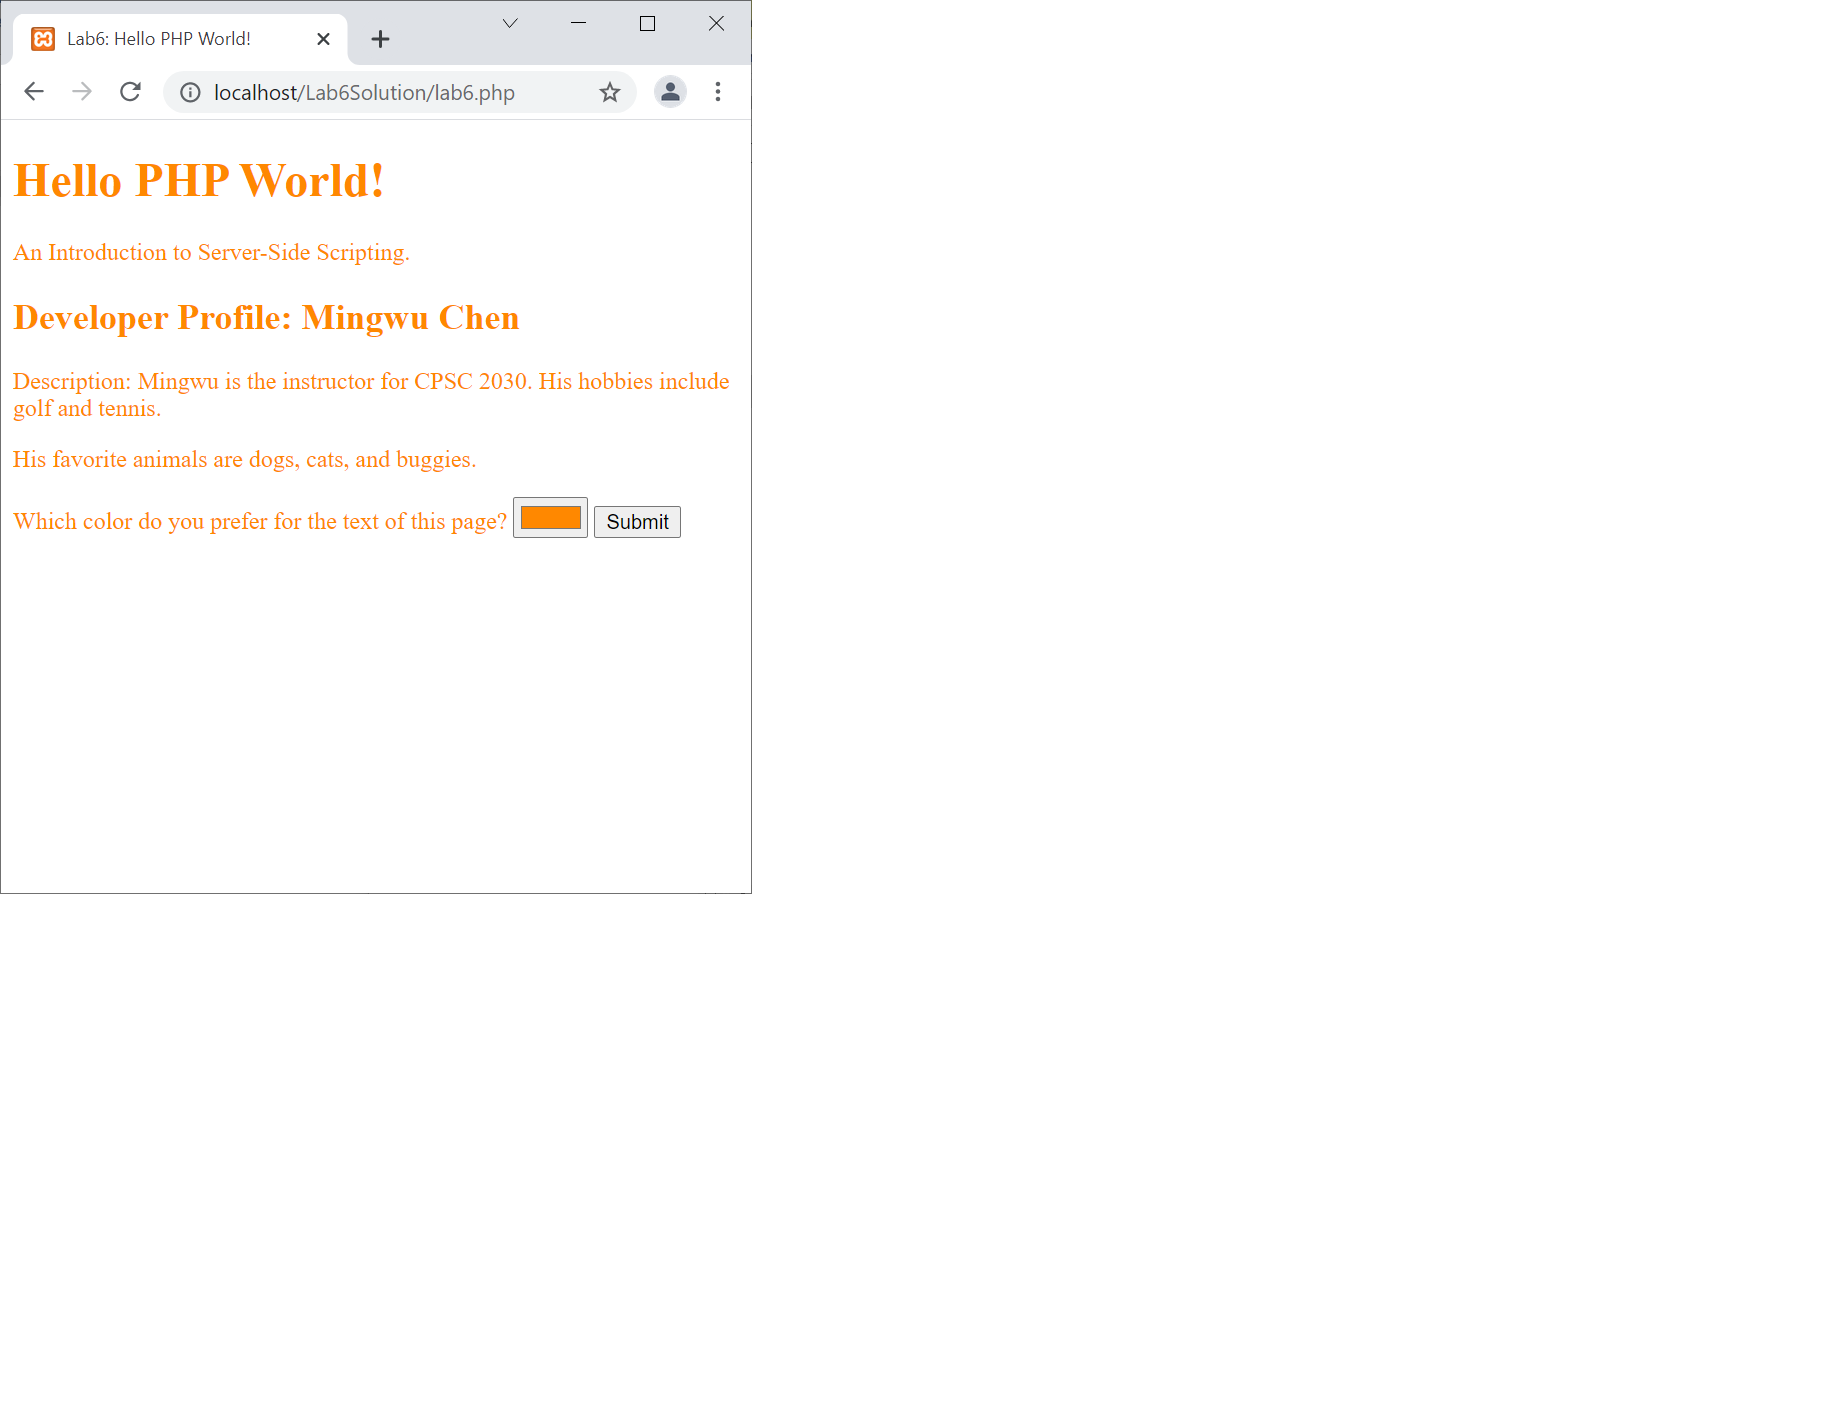 Lab6: Hello PHP World!
localhost/Lab6Solution/lab6.php
Hello PHP World!
An Introduction to Server-Side Scripting.
Developer Profile: Mingwu Chen
Description: Mingwu is the instructor for CPSC 2030. His hobbies include
golf and tennis.
His favorite animals are dogs, cats, and buggies.
Which color do you prefer for the text of this page? Submit